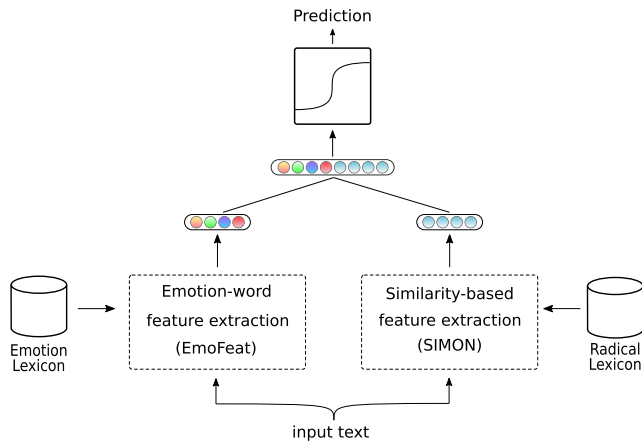 Prediction
Emotion-word
feature extraction
(EmoFeat)
Similarity-based
feature extraction
(SIMON)
Emotion
Lexicon
Radical
Lexicon
input text